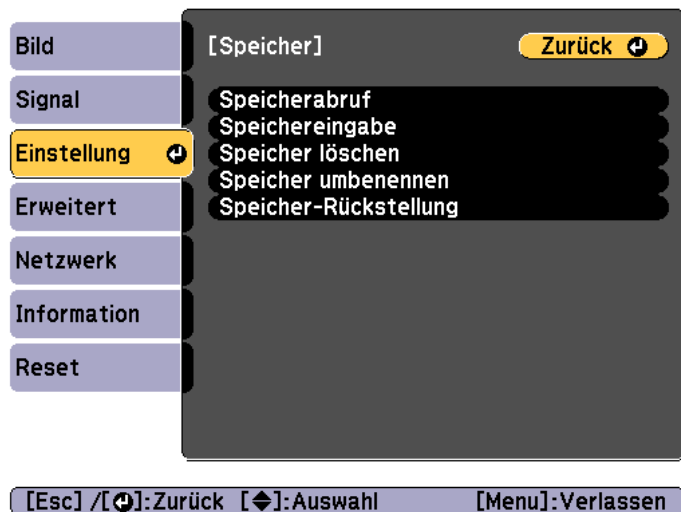 Bild
Signal
Einstellung
Erweitert
Netzwerk
Information
Reset
[Speicher]
Zurück
Speicherabruf
Speichereingabe
Speicher löschen
Speicher umbenennen
Speicher-Rückstellung
[Esc] /[⏎]:Zurück [◆]:Auswahl [Menu]:Verlassen